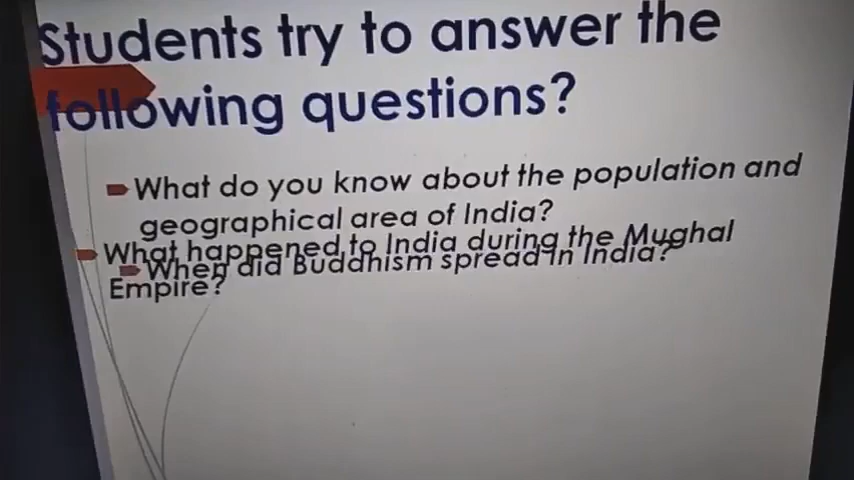 Students try to answer the
following questions?
What do you know about the population and
geographical area of India?
What happened to India during the Mughal
When did Buddhism spread in India?
Empire?